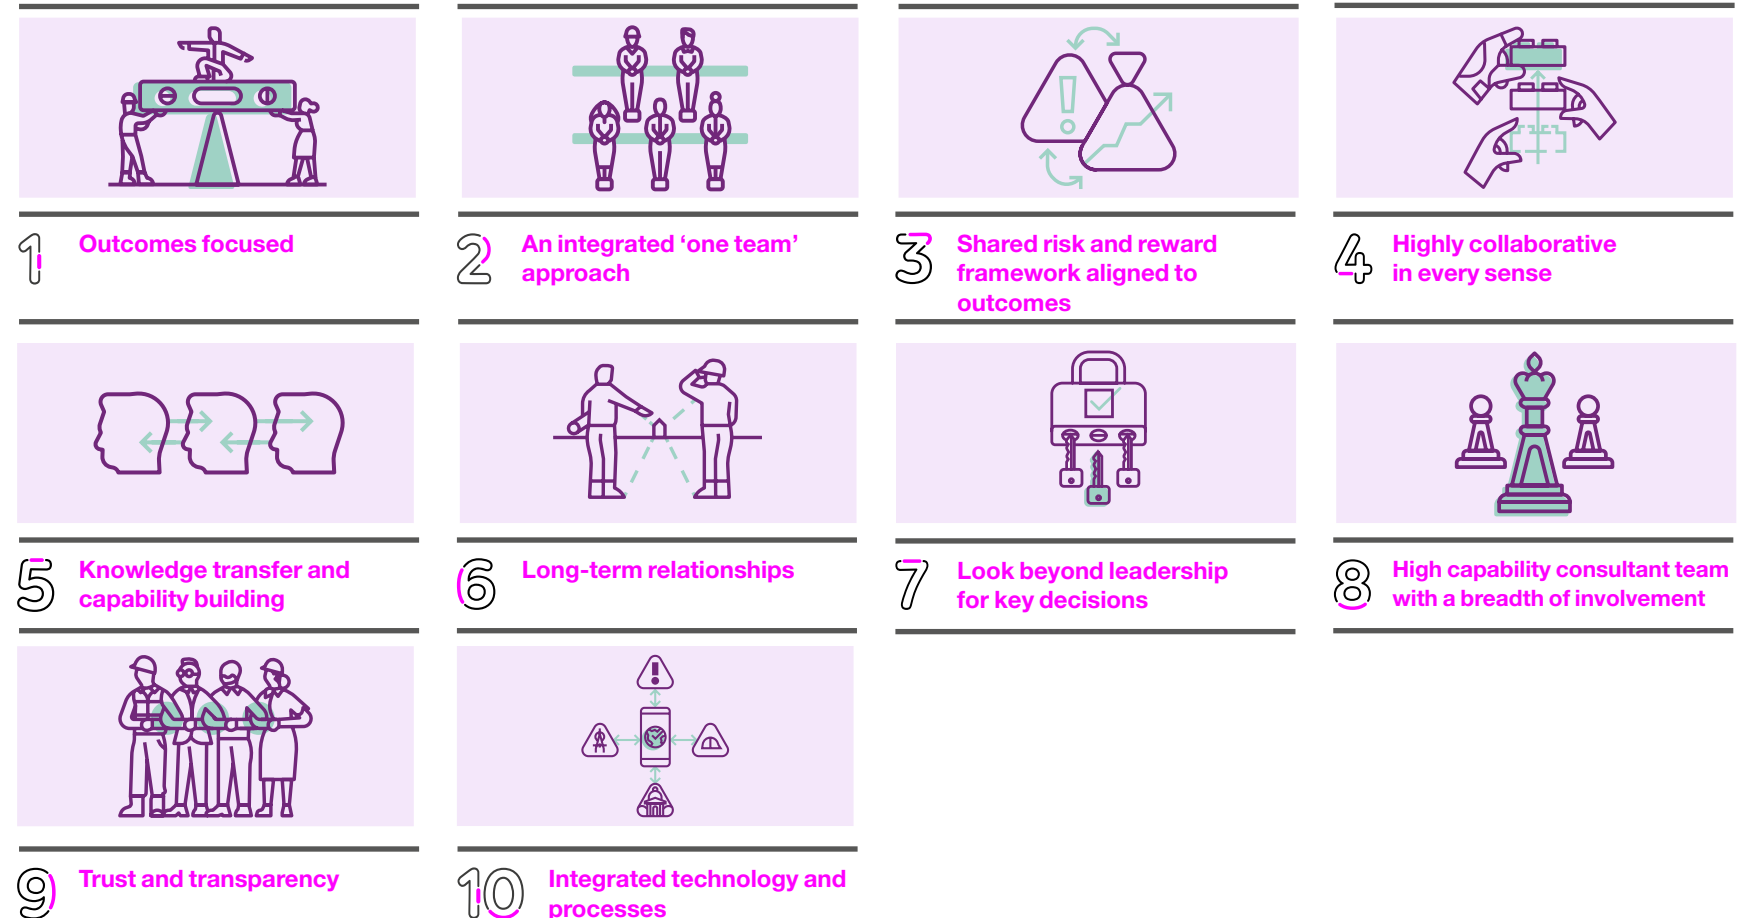 1 Outcomes focused
2 An integrated ‘one team’
approach
3 Shared risk and reward
framework aligned to
outcomes
4 Highly collaborative
in every sense
5 Knowledge transfer and
capability building
6 Long-term relationships
7 Look beyond leadership
for key decisions
8 High capability consultant team
with a breadth of involvement
9 Trust and transparency
10 Integrated technology and
processes